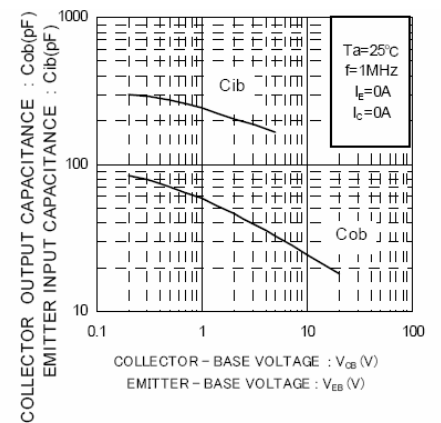 COLLECTOR OUTPUT CAPACITANCE : Cob(pF)
EMITTER INPUT CAPACITANCE : Cib(pF)
1000
100
10
Cib
Cob
Ta=25°C
f=1MHz
IE=0A
IC=0A
0.1 1 10 100
COLLECTOR-BASE VOLTAGE : VCB (V)
EMITTER-BASE VOLTAGE : VEB (V)